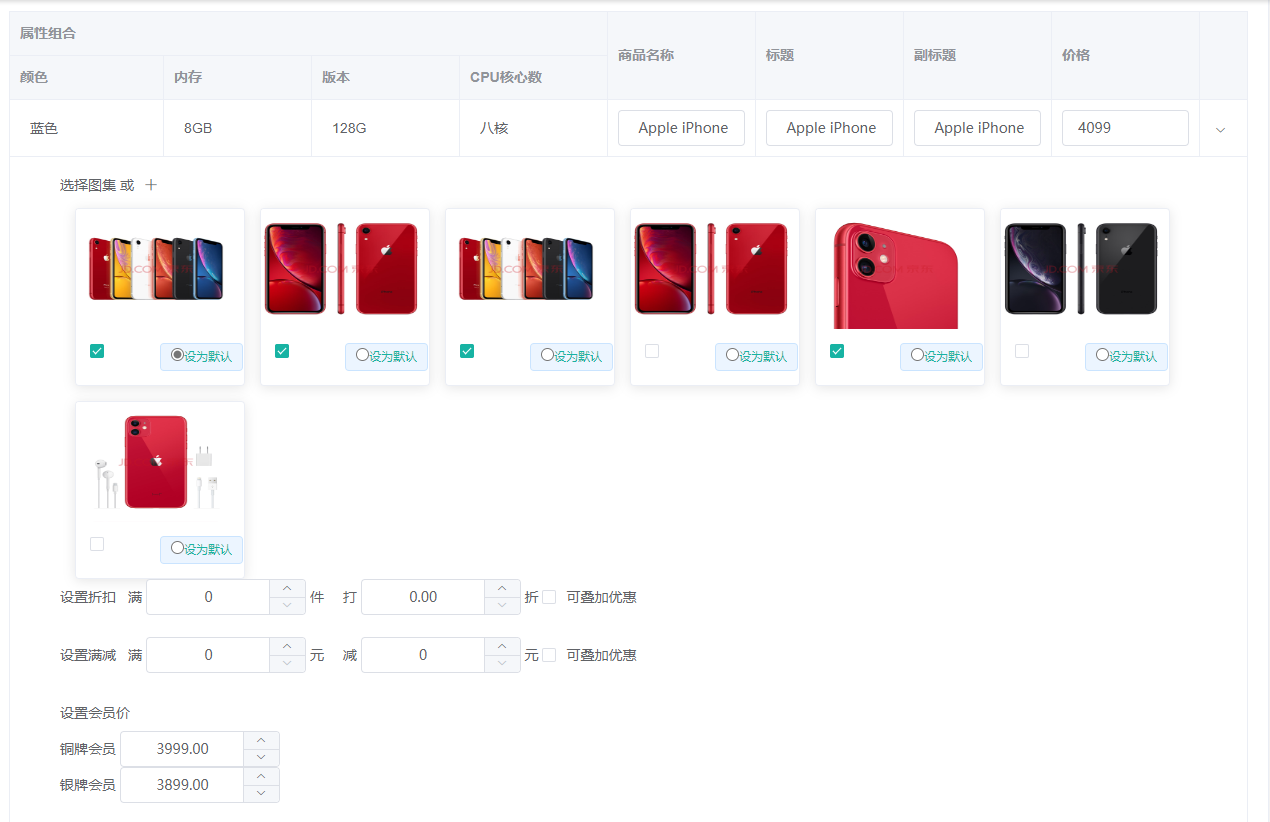 属性组合
商品名称 标题 副标题 价格
颜色 内存 版本 CPU核心数
蓝色 8GB 128G 八核 Apple iPhone Apple iPhone Apple iPhone 4099
选择图集 或
设为默认 设为默认 设为默认 设为默认 设为默认 设为默认
设为默认
设置折扣 满 0 件 打 0.00 折 可叠加优惠
设置满减 满 0 元 减 0 元 可叠加优惠
设置会员价
铜牌会员 3999.00
银牌会员 3899.00